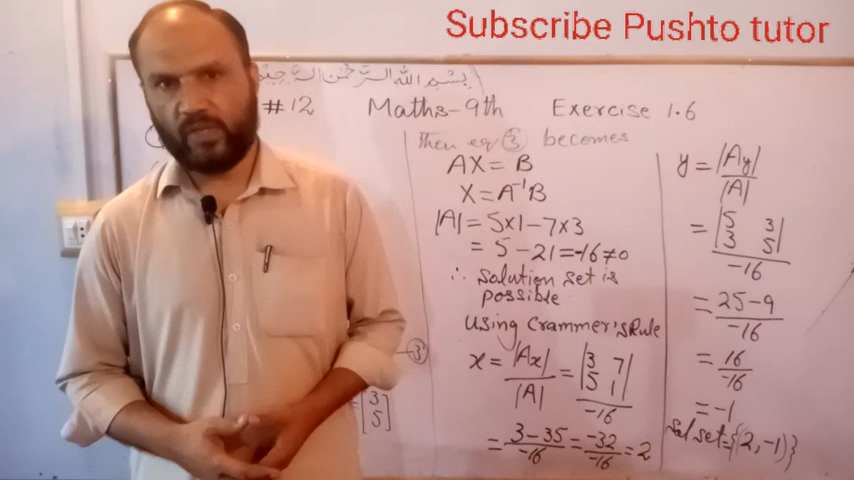 Subscribe Pushto tutor
بسم الله الرحمن الرحيم
#12 Maths-9th Exercise 1.6
then eq ③ becomes
AX = B
X = A⁻¹B
|A| = 5×1-7×3
= 5-21=-16≠0
∴ Solution set is
possible
Using Crammer's Rule
x = |Ax| / |A| = |3 7| / -16
|5 1|
= 3-35 / -16 = -32 / -16 = 2
③
= [3]
[5]
y = |Ay| / |A|
= |5 3| / -16
|3 5|
= 25-9 / -16
= 16 / -16
= -1
Sol set={(2,-1)}